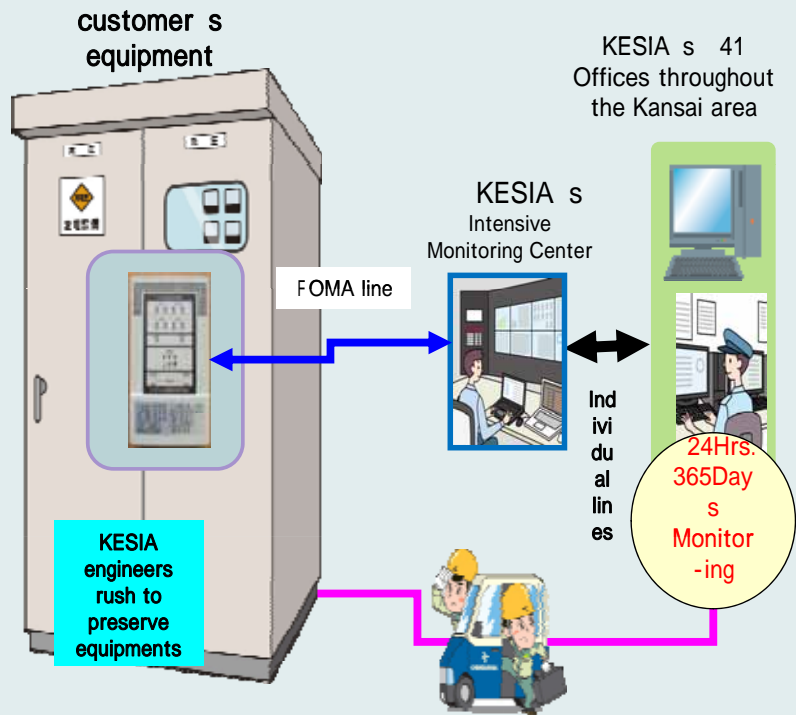 customer s
equipment
KESIA s 41
Offices throughout
the Kansai area
KESIA s
Intensive
Monitoring Center
FOMA line
Ind
ivi
du
al
lin
es
24Hrs.
365Day
s
Monitor
-ing
KESIA
engineers
rush to
preserve
equipments